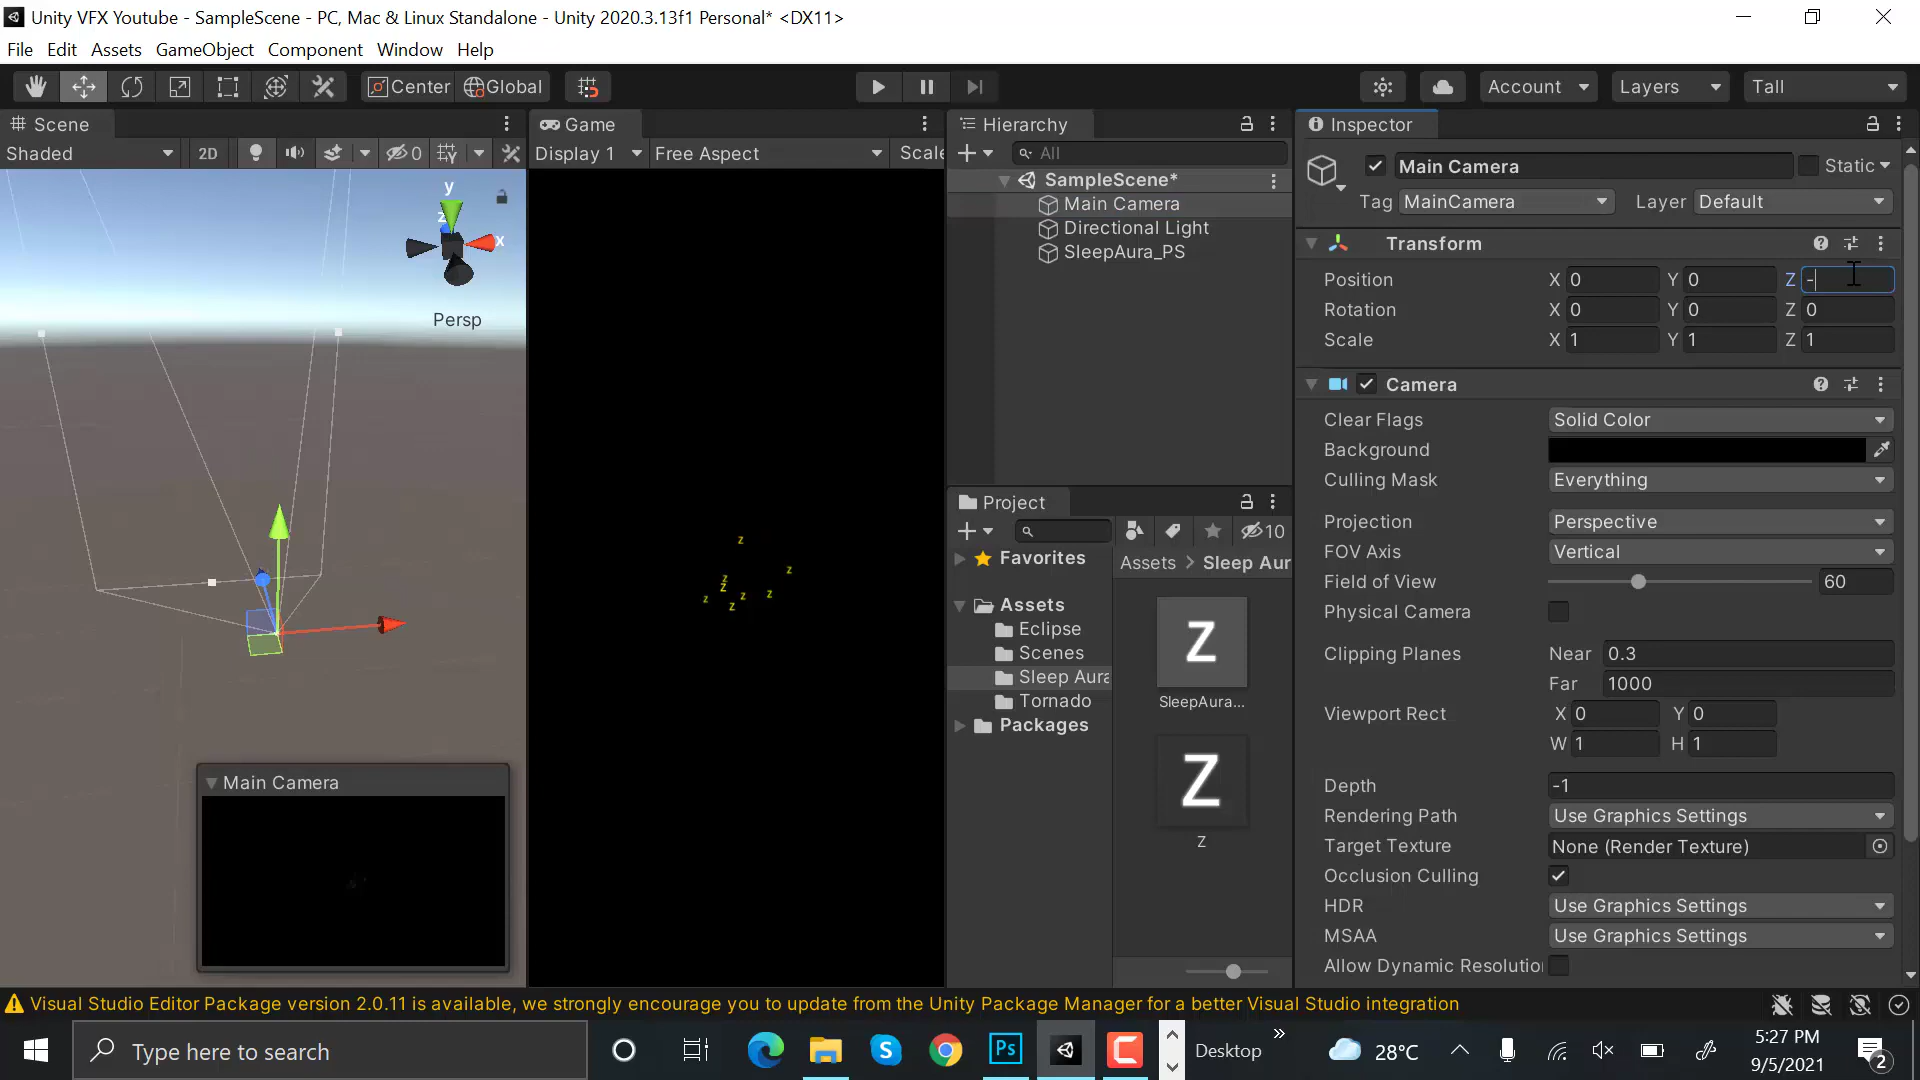 Unity VFX Youtube - SampleScene - PC, Mac & Linux Standalone - Unity 2020.3.13f1 Personal* <DX11>
File Edit Assets GameObject Component Window Help
Center Global Account Layers Tall
Scene Game Hierarchy Inspector
Shaded 2D 0 Display 1 Free Aspect Scale All
Main Camera Static
Tag MainCamera Layer Default
SampleScene*
Main Camera
Directional Light
SleepAura_PS
y
z
x
Persp
Transform
Position X 0 Y 0 Z -
Rotation X 0 Y 0 Z 0
Scale X 1 Y 1 Z 1
Camera
Clear Flags Solid Color
Background
Culling Mask Everything
Projection Perspective
FOV Axis Vertical
Field of View 60
Physical Camera
Clipping Planes Near 0.3
Far 1000
Viewport Rect X 0 Y 0
W 1 H 1
Depth -1
Rendering Path Use Graphics Settings
Target Texture None (Render Texture)
Occlusion Culling
HDR Use Graphics Settings
MSAA Use Graphics Settings
Allow Dynamic Resolutio
z
z
z
z
z
z
z
z
Project
10
Favorites
Assets
Eclipse
Scenes
Sleep Aura
Tornado
Packages
Assets > Sleep Aur
Z
SleepAura...
Z
Z
Main Camera
Visual Studio Editor Package version 2.0.11 is available, we strongly encourage you to update from the Unity Package Manager for a better Visual Studio integration
Type here to search
Ps
Desktop
28°C
5:27 PM
9/5/2021
2